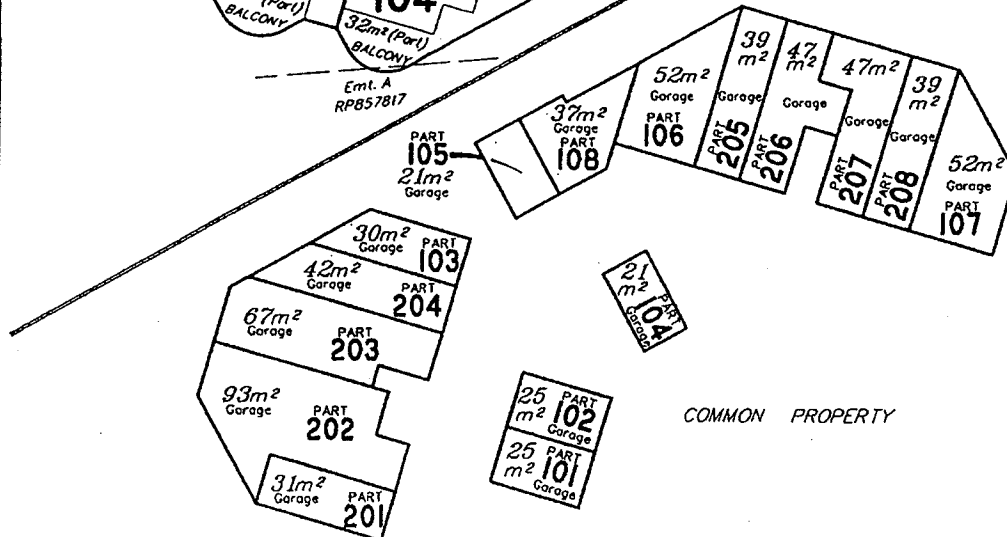 (Part)
BALCONY
104
32m² (Part)
BALCONY
Emt. A
RP857817
PART
105
21m²
Garage
37m²
Garage
PART
108
52m²
Garage
PART
106
39
m²
Garage
PART
205
47
m²
Garage
PART
206
47m²
Garage
PART
207
39
m²
Garage
PART
208
52m²
Garage
PART
107
30m²
Garage
PART
103
42m²
Garage
PART
204
67m²
Garage
PART
203
93m²
Garage
PART
202
31m²
Garage
PART
201
21
m²
PART
104
Garage
25
m²
PART
102
Garage
25
m²
PART
101
Garage
COMMON PROPERTY